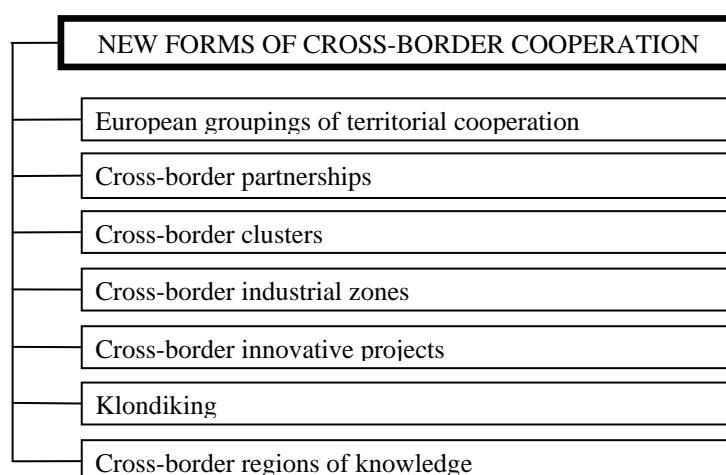 NEW FORMS OF CROSS-BORDER COOPERATION
European groupings of territorial cooperation
Cross-border partnerships
Cross-border clusters
Cross-border industrial zones
Cross-border innovative projects
Klondiking
Cross-border regions of knowledge